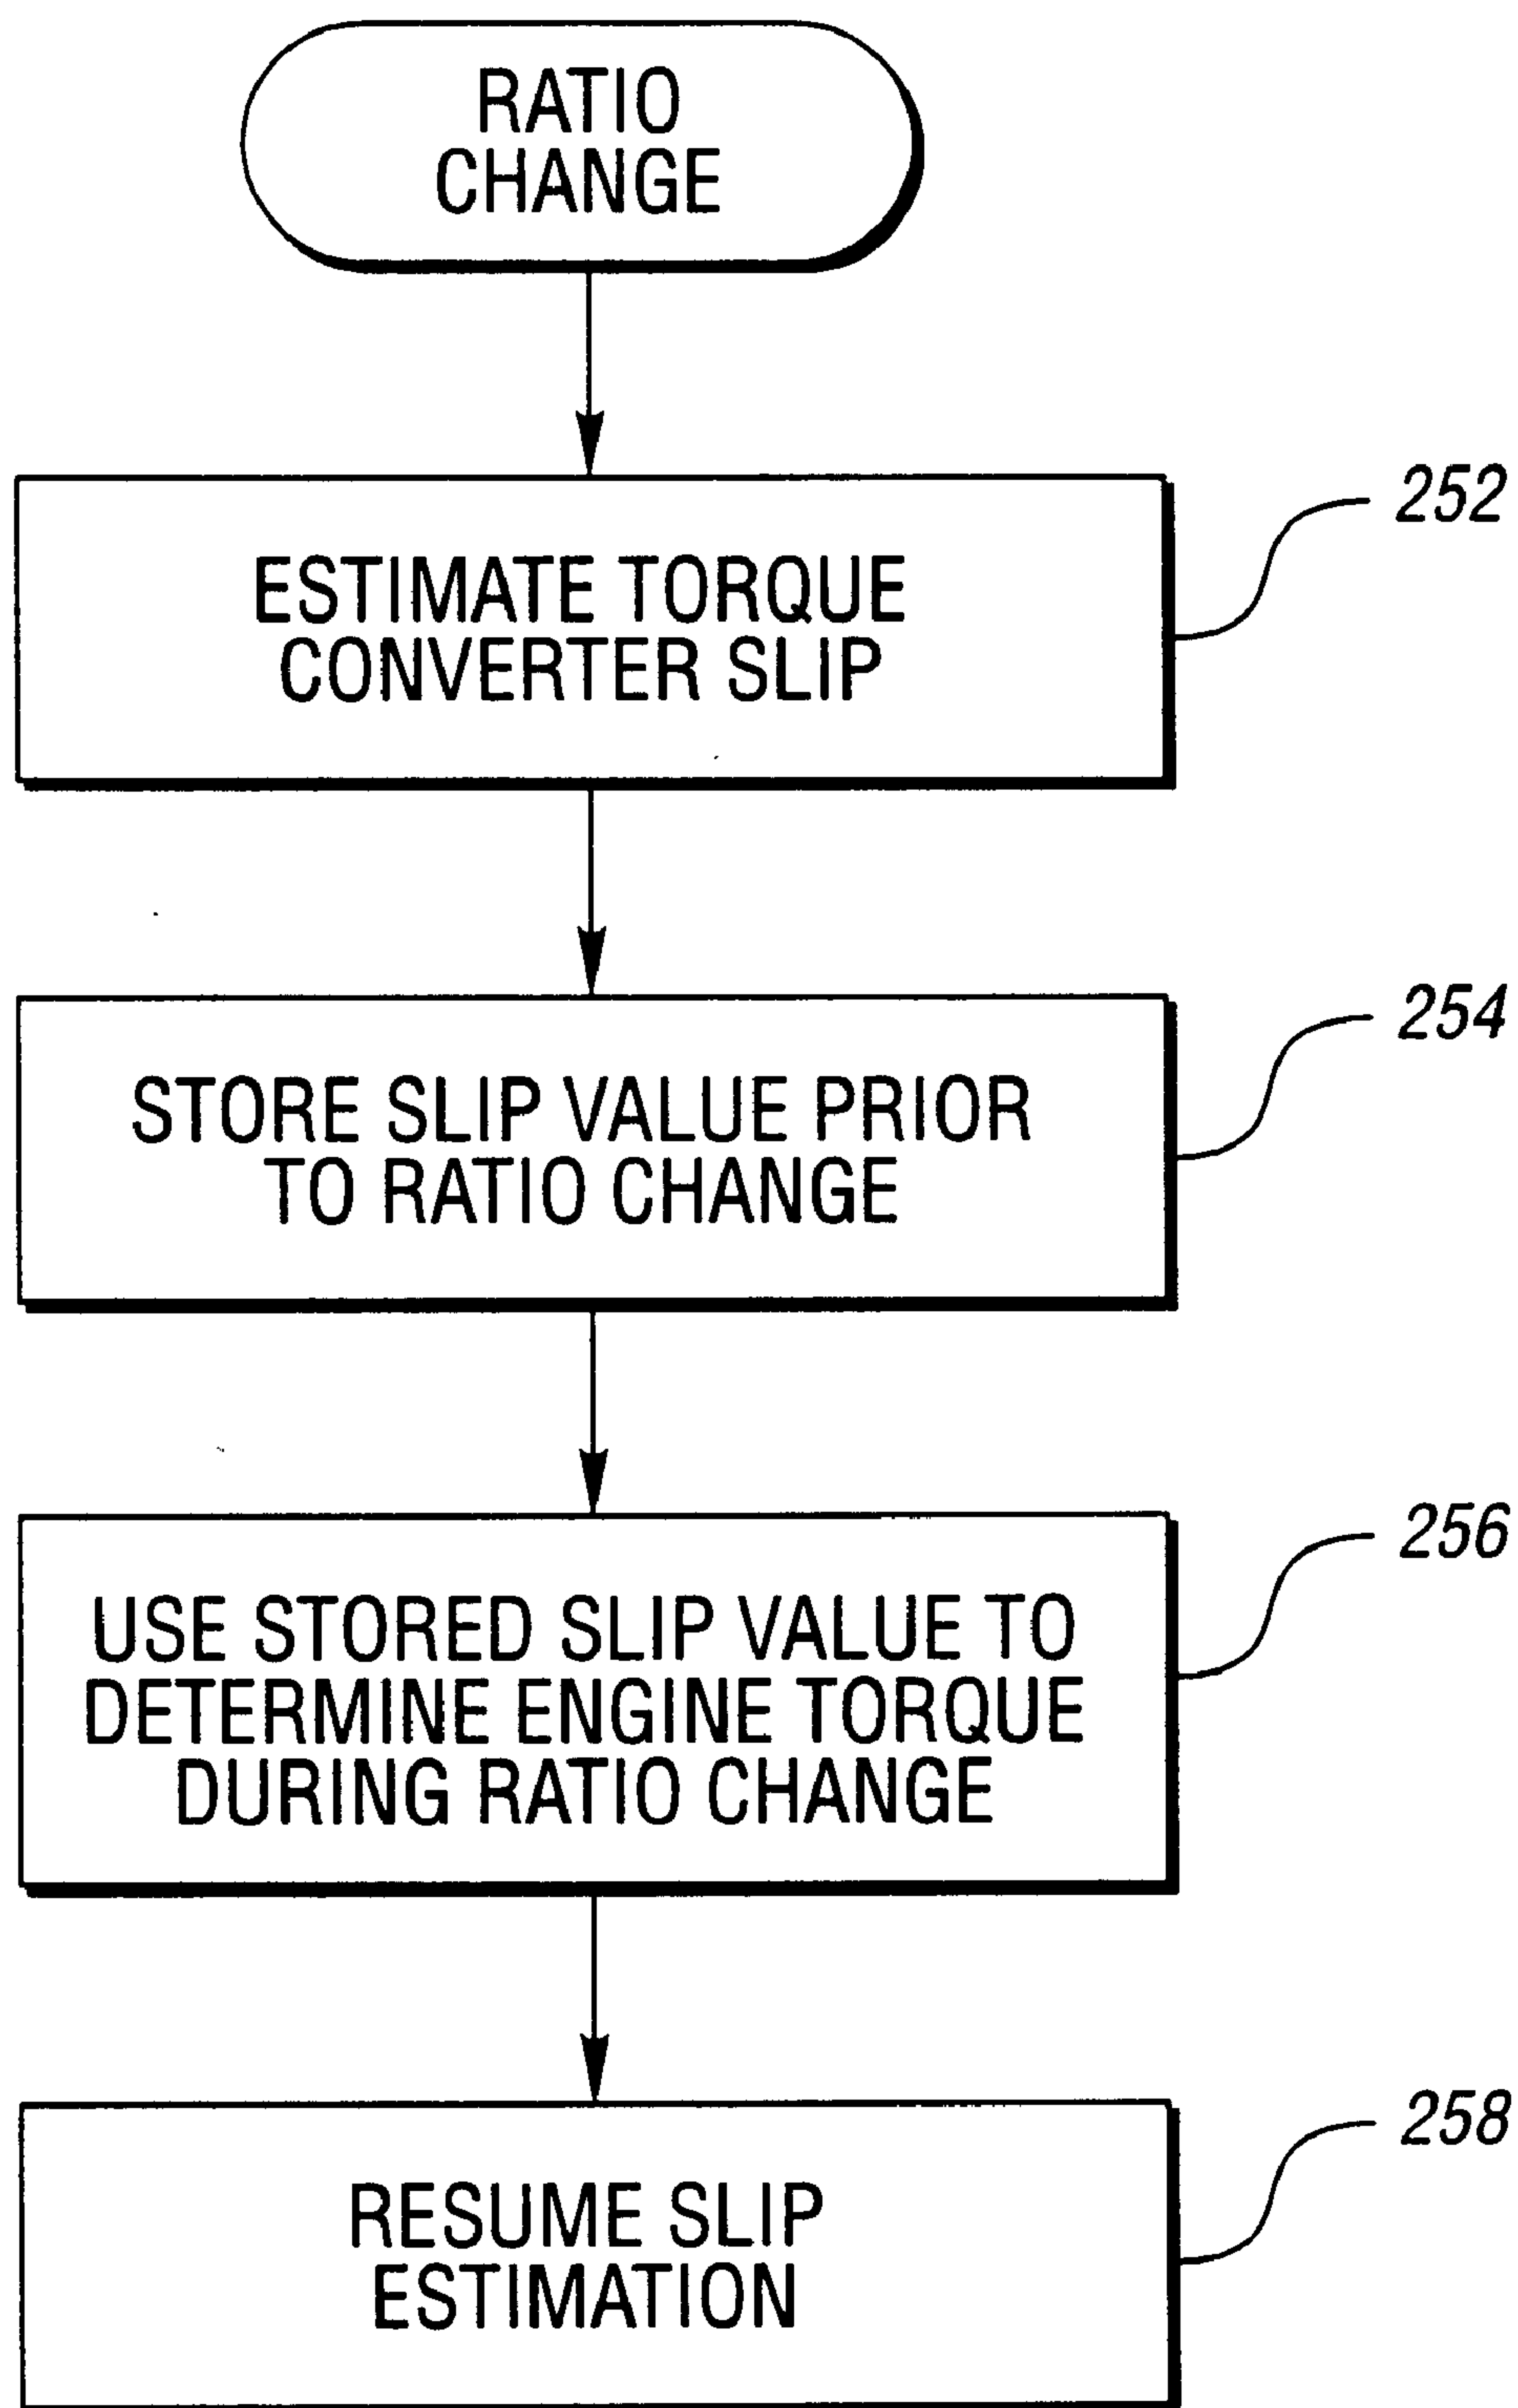 RATIO
CHANGE
252
ESTIMATE TORQUE
CONVERTER SLIP
254
STORE SLIP VALUE PRIOR
TO RATIO CHANGE
256
USE STORED SLIP VALUE TO
DETERMINE ENGINE TORQUE
DURING RATIO CHANGE
258
RESUME SLIP
ESTIMATION